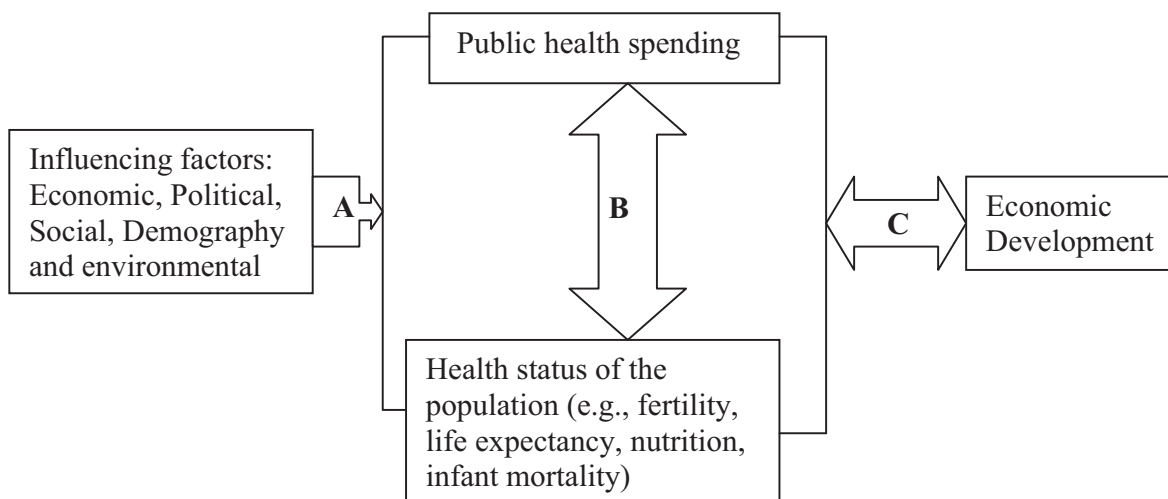 Public health spending
Influencing factors:
Economic, Political,
Social, Demography
and environmental
A
B
C
Economic
Development
Health status of the
population (e.g., fertility,
life expectancy, nutrition,
infant mortality)